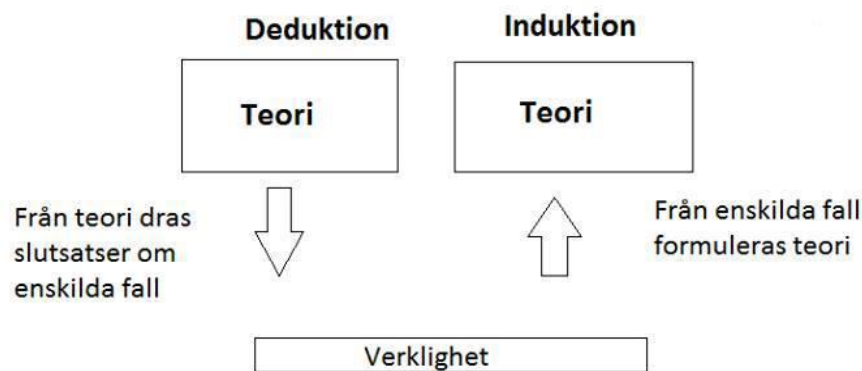 Deduktion
Induktion
Teori
Teori
Från teori dras
slutsatser om
enskilda fall
Från enskilda fall
formuleras teori
Verklighet